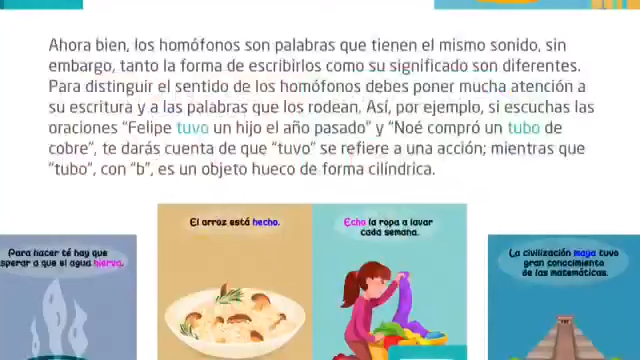 Ahora bien, los homófonos son palabras que tienen el mismo sonido, sin
embargo, tanto la forma de escribirlos como su significado son diferentes.
Para distinguir el sentido de los homófonos debes poner mucha atención a
su escritura y a las palabras que los rodean. Así, por ejemplo, si escuchas las
oraciones "Felipe tuvo un hijo el año pasado" y "Noé compró un tubo de
cobre", te darás cuenta de que "tuvo" se refiere a una acción; mientras que
"tubo", con "b", es un objeto hueco de forma cilíndrica.
Para hacer té hay que
sperar a que el agua hierva.
El arroz está hecho.
Echo la ropa a lavar
cada semana.
La civilización maya tuvo
gran conocimiento
de las matemáticas.